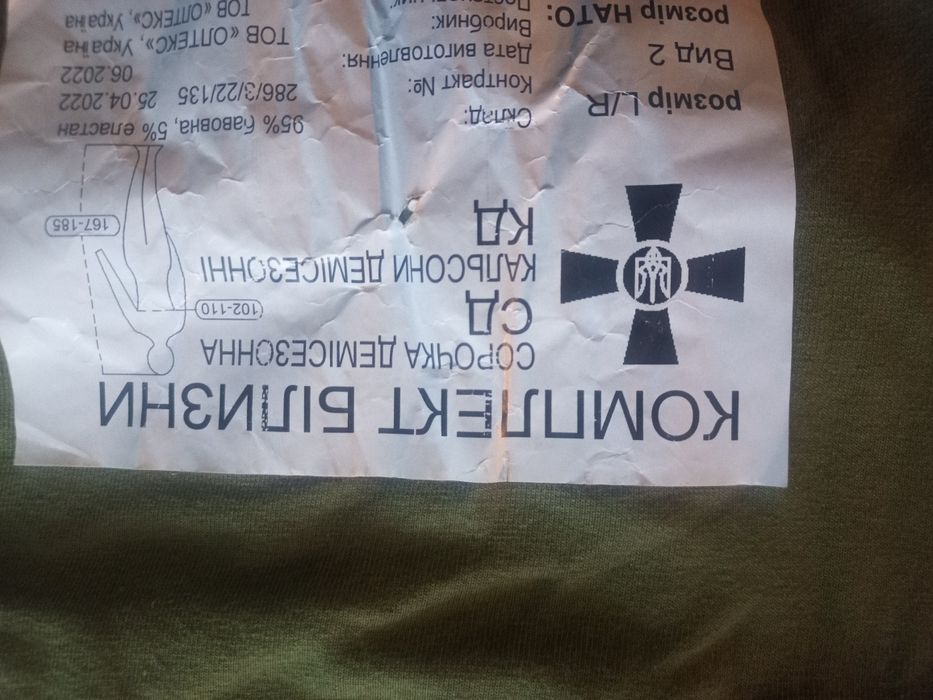 КОМПЛЕКТ БІЛИЗНИ
СОРОЧКА ДЕМІСЕЗОННА
СД
КАЛЬСОНИ ДЕМІСЕЗОННІ
КД
102-110
167-185
розмір L/R
Вид 2
розмір НАТО:
Склад: 95% бавовна, 5% еластан
Контракт №: 286/3/22/135 25.04.2022
Дата виготовлення: 06.2022
Виробник: ТОВ «ОЛТЕКС», Україна
ТОВ «ОЛТЕКС», Україна